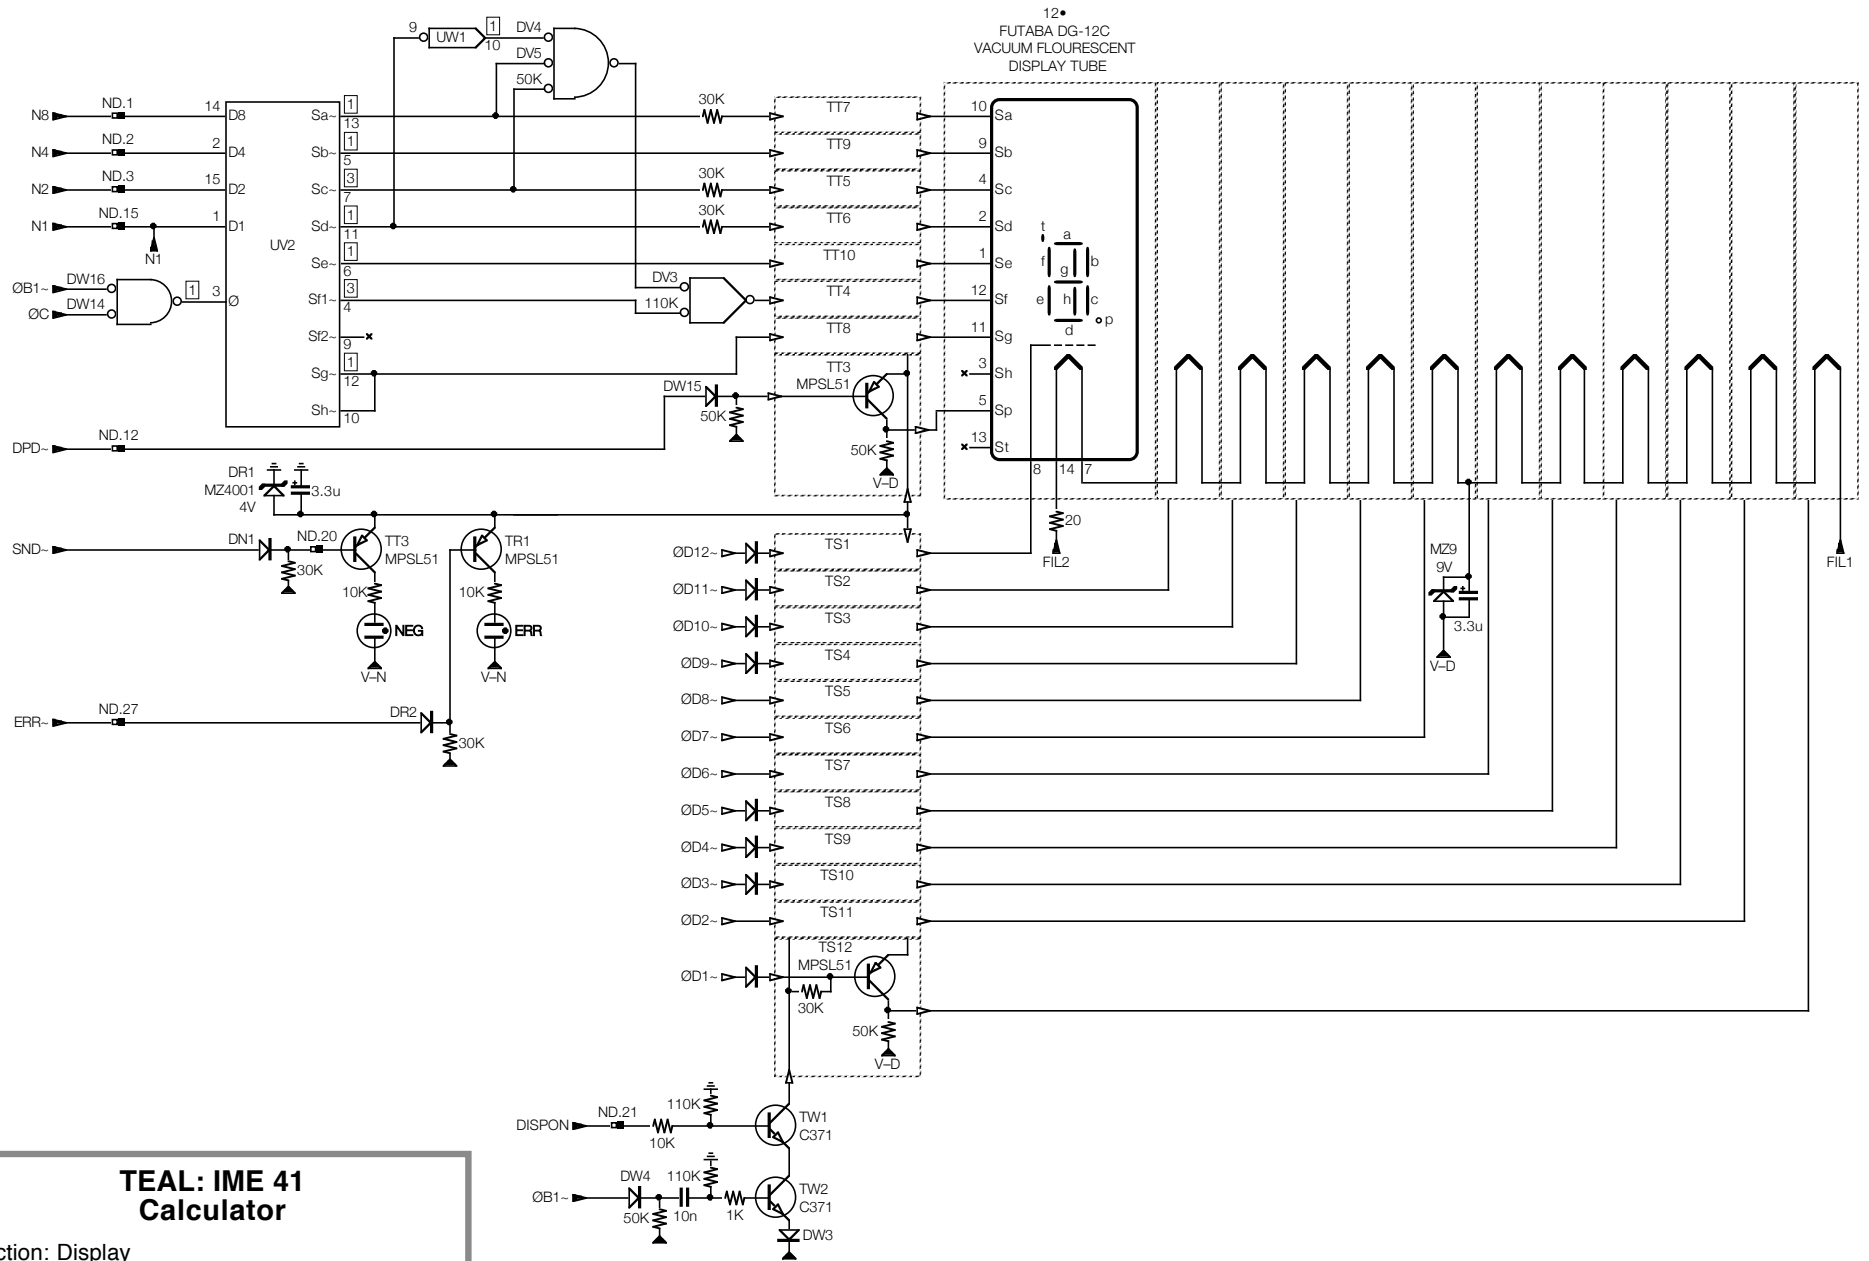 12•
FUTABA DG-12C
VACUUM FLOURESCENT
DISPLAY TUBE
9 UW1 1 10 DV4
DV5
50K
N8 ND.1 14 D8 Sa~ 1 13 30K TT7 10 Sa
N4 ND.2 2 D4 Sb~ 1 5 TT9 9 Sb
N2 ND.3 15 D2 Sc~ 3 7 30K TT5 4 Sc
N1 ND.15 1 D1 Sd~ 1 11 30K TT6 2 Sd
N1
UV2
Se~ 1 6 TT10 1 Se
ØB1~ DW16 1 3 Ø
ØC DW14
Sf1~ 3 4 DV3 110K TT4 12 Sf
Sf2~ 9 TT8 11 Sg
Sg~ 1 12
Sh~ 10
t a f b g e h c d p
3 Sh
5 Sp
13 St
8 14 7
DW15
50K
TT3
MPSL51
50K
V–D
DPD~ ND.12
DR1
MZ4001
4V
3.3u
SND~ DN1 ND.20
30K
TT3
MPSL51
TR1
MPSL51
10K
10K
NEG
ERR
V–N
V–N
ERR~ ND.27 DR2
30K
20
FIL2
MZ9
9V
3.3u
V–D
FIL1
ØD12~ TS1
ØD11~ TS2
ØD10~ TS3
ØD9~ TS4
ØD8~ TS5
ØD7~ TS6
ØD6~ TS7
ØD5~ TS8
ØD4~ TS9
ØD3~ TS10
ØD2~ TS11
TS12
MPSL51
ØD1~
30K
50K
V–D
DISPON ND.21
10K
110K
TW1
C371
ØB1~ DW4
50K
10n
110K
1K
TW2
C371
DW3
TEAL: IME 41
Calculator
ction: Display